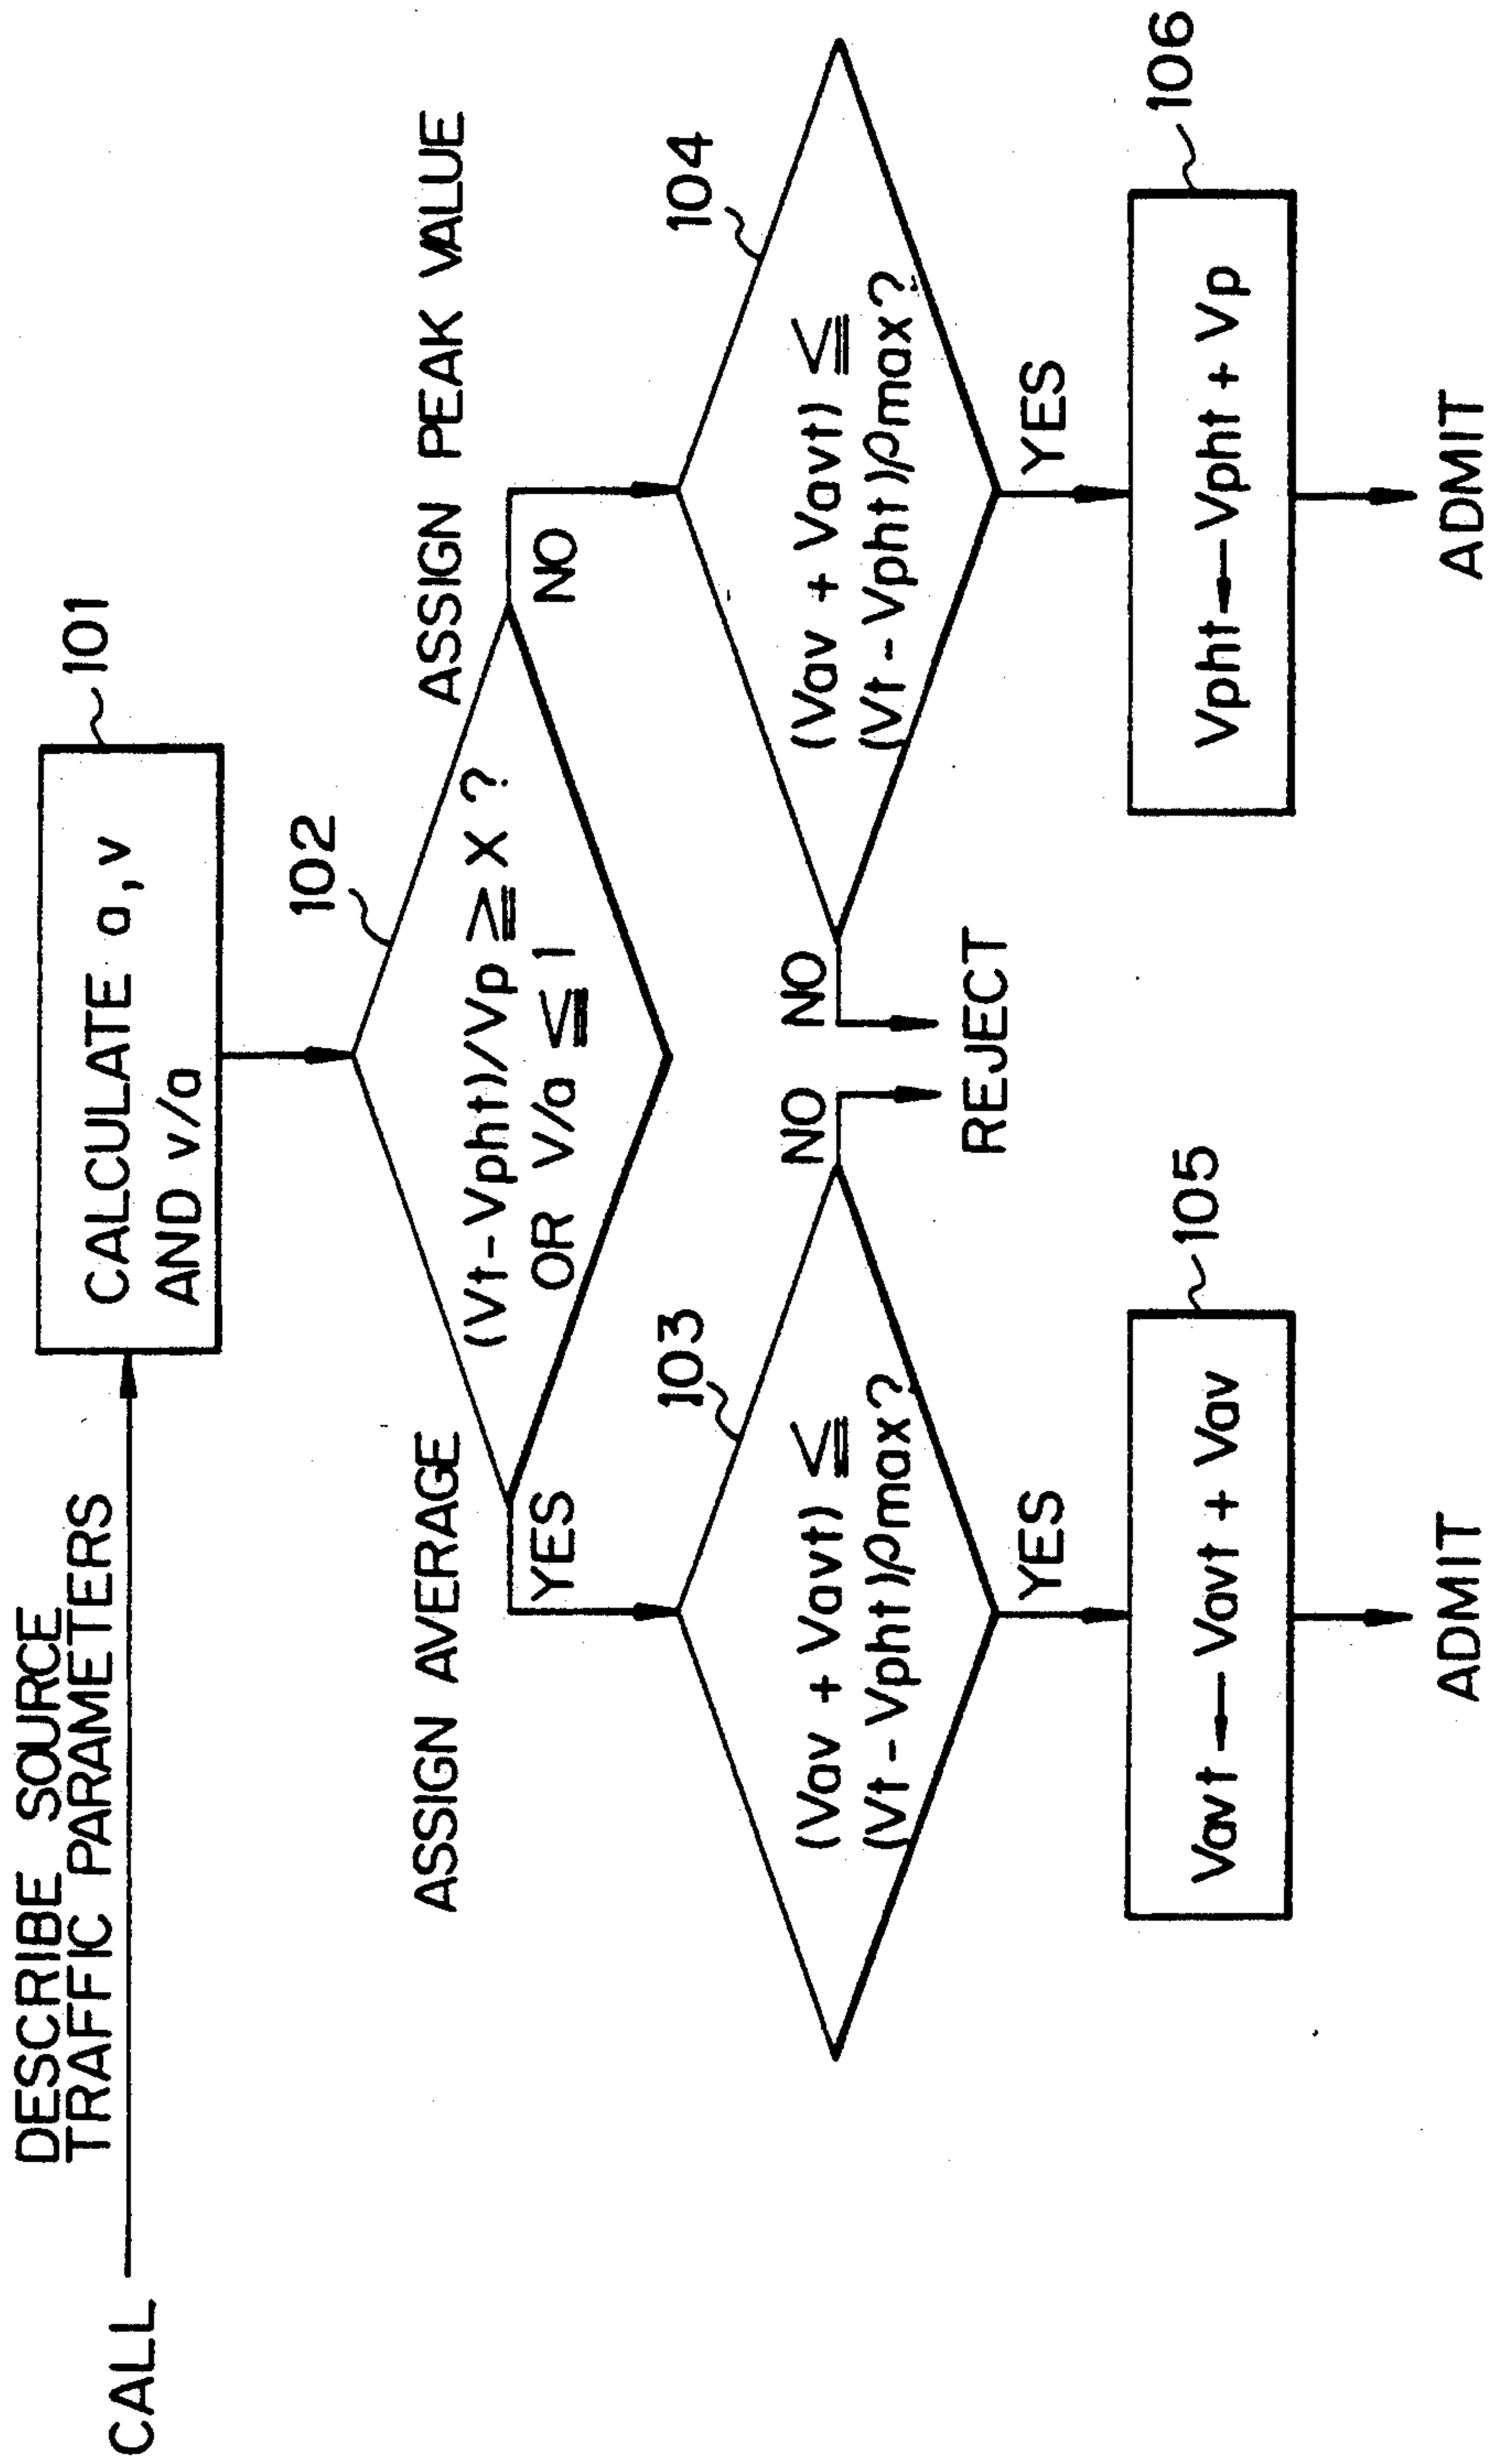 DESCRIBE SOURCE
TRAFFIC PARAMETERS
CALL
CALCULATE a, v
AND v/a
101
102
(Vt-Vpht)/Vp ≧ X ?
OR V/a ≦ 1
ASSIGN AVERAGE
YES
ASSIGN PEAK VALUE
NO
103
(Vav + Vavt) ≦
(Vt - Vpht)ρmax?
NO
REJECT
NO
104
(Vav + Vavt) ≦
(Vt - Vpht)ρmax?
YES
YES
105
Vavt ← Vavt + Vav
106
Vpht ← Vpht + Vp
ADMIT
ADMIT